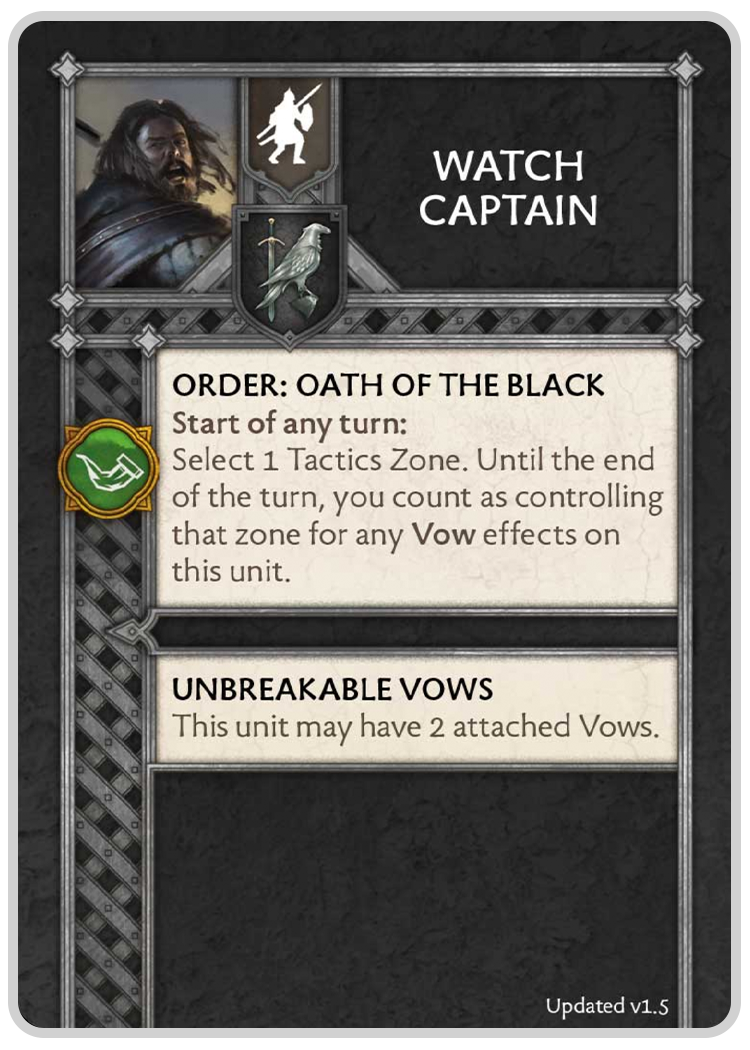 WATCH
CAPTAIN
ORDER: OATH OF THE BLACK
Start of any turn:
Select 1 Tactics Zone. Until the end
of the turn, you count as controlling
that zone for any Vow effects on
this unit.
UNBREAKABLE VOWS
This unit may have 2 attached Vows.
Updated v1.5